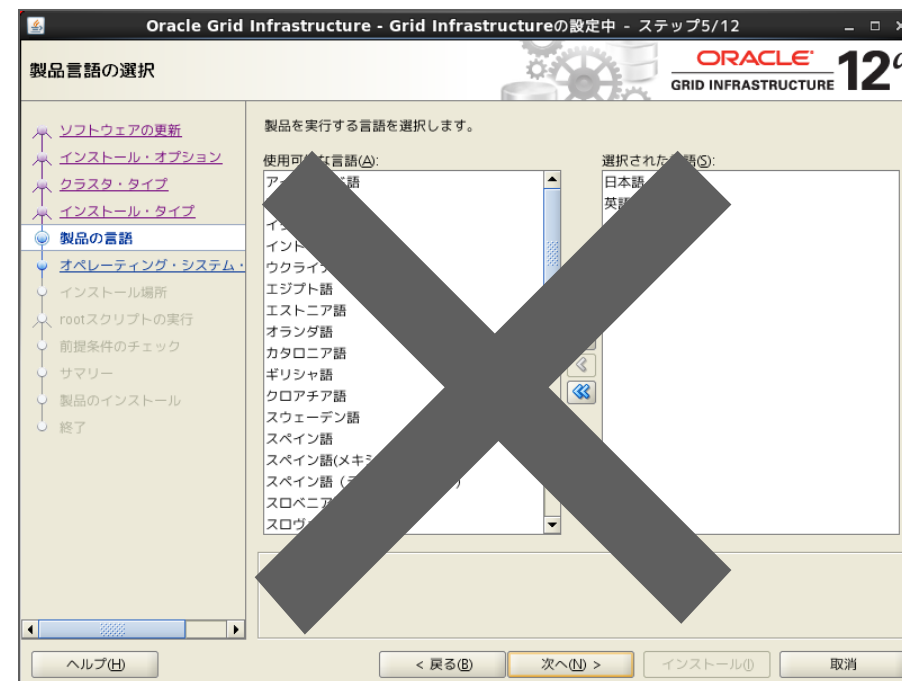 Oracle Grid Infrastructure - Grid Infrastructureの設定中 - ステップ5/12
製品言語の選択
ORACLE
GRID INFRASTRUCTURE
12c
ソフトウェアの更新
インストール・オプション
クラスタ・タイプ
インストール・タイプ
製品の言語
オペレーティング・システム・
インストール場所
rootスクリプトの実行
前提条件のチェック
サマリー
製品のインストール
終了
製品を実行する言語を選択します。
使用可 な言語(A):
ア 語
イ
イント
ウクライ
エジプト語
エストニア語
オランダ語
カタロニア語
ギリシャ語
クロアチア語
スウェーデン語
スペイン語
スペイン語(メキシ
スペイン語 (
スロベニア
スロヴ
選択された 語(S):
日本語
英語
ヘルプ(H)
< 戻る(B)
次へ(N) >
インストール(I)
取消